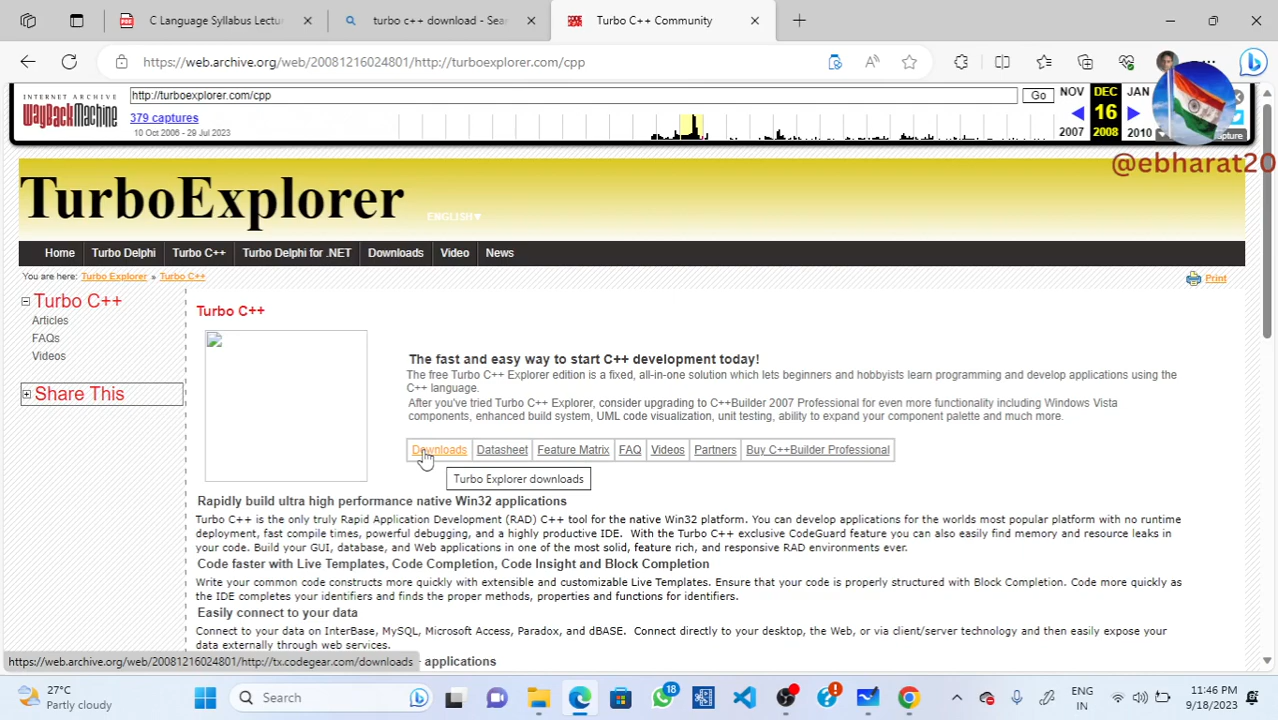 C Language Syllabus Lectu
turbo c++ download - Sea
Turbo C++ Community
https://web.archive.org/web/20081216024801/http://turboexplorer.com/cpp
INTERNET ARCHIVE
WayBackMachine
http://turboexplorer.com/cpp
Go
NOV DEC JAN
379 captures
16
10 Oct 2006 - 29 Jul 2023
2007 2008 2010
apture
@ebharat20
TurboExplorer
ENGLISH▼
Home Turbo Delphi Turbo C++ Turbo Delphi for .NET Downloads Video News
You are here: Turbo Explorer » Turbo C++
Print
Turbo C++
Articles
FAQs
Videos
Share This
Turbo C++
The fast and easy way to start C++ development today!
The free Turbo C++ Explorer edition is a fixed, all-in-one solution which lets beginners and hobbyists learn programming and develop applications using the
C++ language.
After you've tried Turbo C++ Explorer, consider upgrading to C++Builder 2007 Professional for even more functionality including Windows Vista
components, enhanced build system, UML code visualization, unit testing, ability to expand your component palette and much more.
Downloads Datasheet Feature Matrix FAQ Videos Partners Buy C++Builder Professional
Turbo Explorer downloads
Rapidly build ultra high performance native Win32 applications
Turbo C++ is the only truly Rapid Application Development (RAD) C++ tool for the native Win32 platform. You can develop applications for the worlds most popular platform with no runtime
deployment, fast compile times, powerful debugging, and a highly productive IDE. With the Turbo C++ exclusive CodeGuard feature you can also easily find memory and resource leaks in
your code. Build your GUI, database, and Web applications in one of the most solid, feature rich, and responsive RAD environments ever.
Code faster with Live Templates, Code Completion, Code Insight and Block Completion
Write your common code constructs more quickly with extensible and customizable Live Templates. Ensure that your code is properly structured with Block Completion. Code more quickly as
the IDE completes your identifiers and finds the proper methods, properties and functions for identifiers.
Easily connect to your data
Connect to your data on InterBase, MySQL, Microsoft Access, Paradox, and dBASE. Connect directly to your desktop, the Web, or via client/server technology and then easily expose your
data externally through web services.
https://web.archive.org/web/20081216024801/http://tx.codegear.com/downloads
applications
27°C
Partly cloudy
Search
18
ENG
IN
11:46 PM
9/18/2023